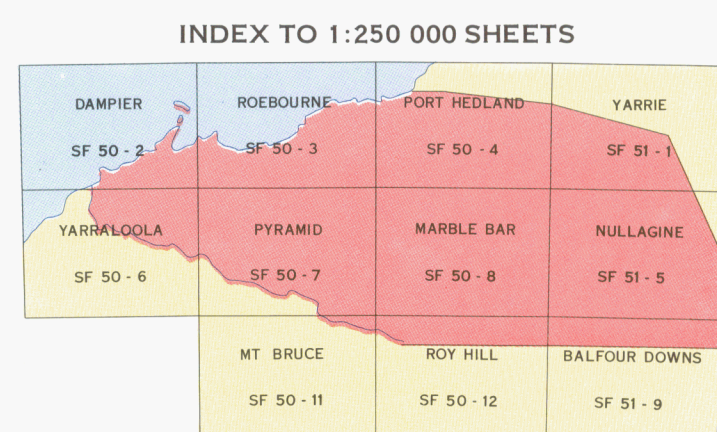 INDEX TO 1:250 000 SHEETS
DAMPIER
ROEBOURNE
PORT HEDLAND
YARRIE
SF 50 - 2
SF 50 - 3
SF 50 - 4
SF 51 - 1
YARRALOOLA
PYRAMID
MARBLE BAR
NULLAGINE
SF 50 - 6
SF 50 - 7
SF 50 - 8
SF 51 - 5
MT BRUCE
ROY HILL
BALFOUR DOWNS
SF 50 - 11
SF 50 - 12
SF 51 - 9